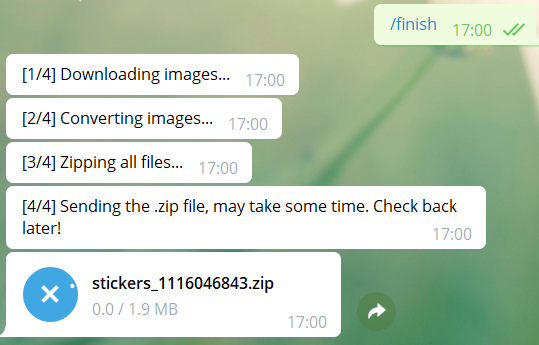 /finish
17:00
[1/4] Downloading images...
17:00
[2/4] Converting images...
17:00
[3/4] Zipping all files...
17:00
[4/4] Sending the .zip file, may take some time. Check back
later!
17:00
stickers_1116046843.zip
0.0 / 1.9 MB
17:00